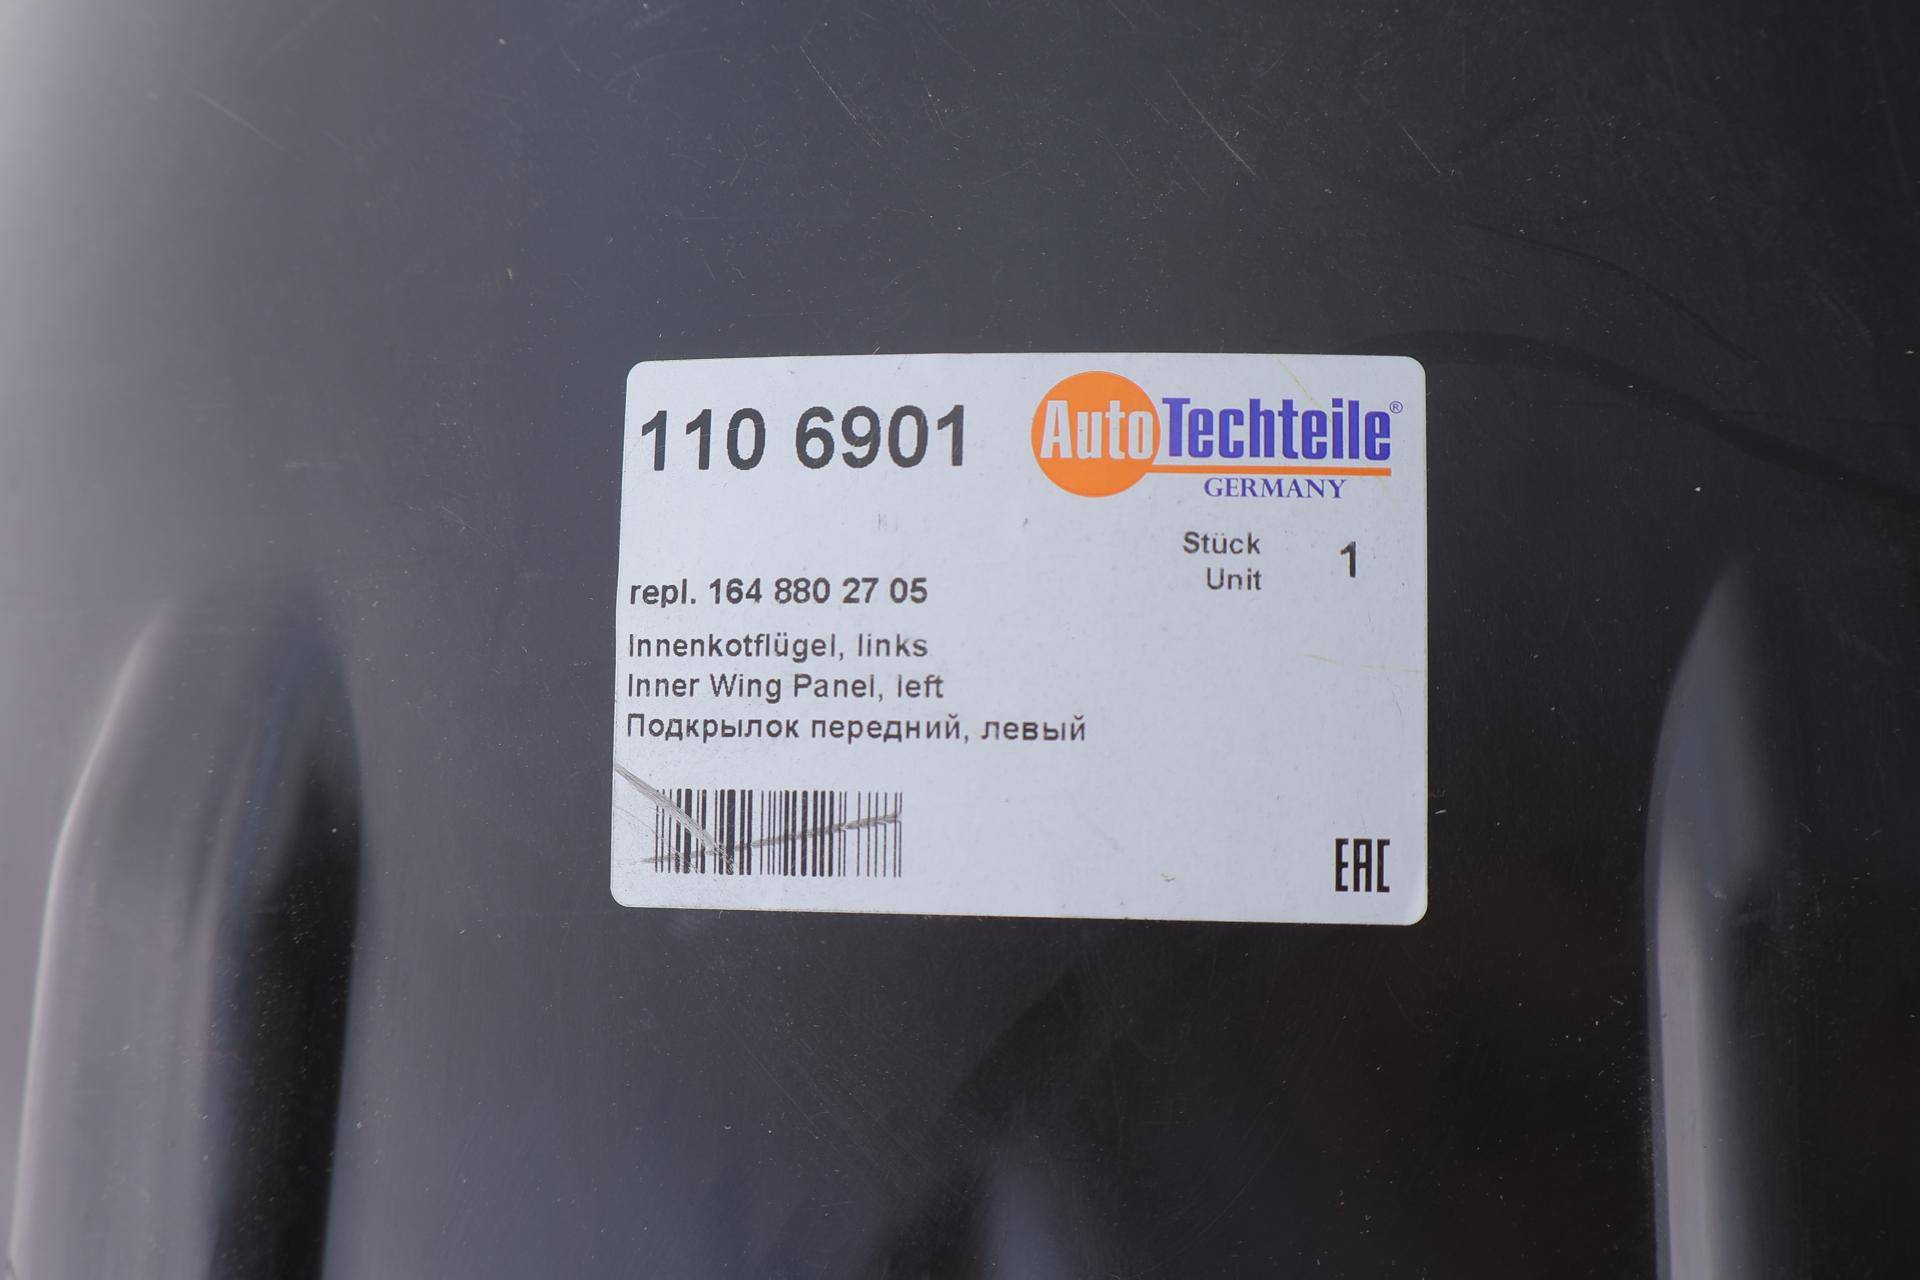 110 6901
AutoTechteile®
GERMANY
Stück 1
Unit
repl. 164 880 27 05
Innenkotflügel, links
Inner Wing Panel, left
Подкрылок передний, левый
EAC